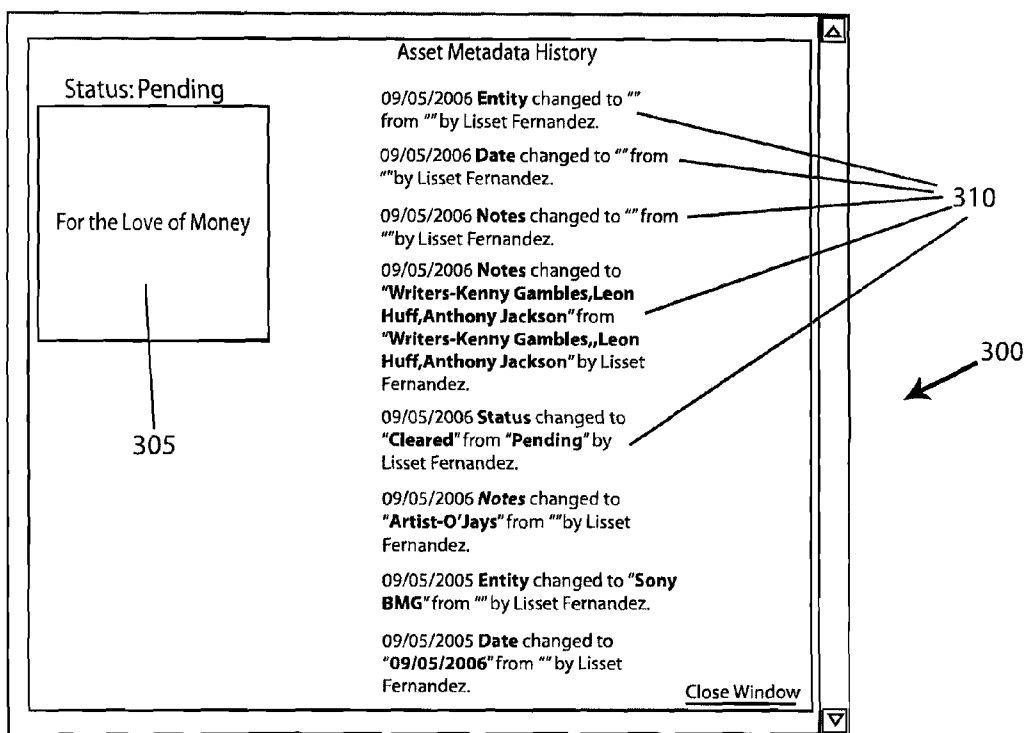 Asset Metadata History
Status: Pending
For the Love of Money
305
09/05/2006 Entity changed to ""
from "" by Lisset Fernandez.
09/05/2006 Date changed to "" from
"" by Lisset Fernandez.
09/05/2006 Notes changed to "" from
"" by Lisset Fernandez.
09/05/2006 Notes changed to
"Writers-Kenny Gambles,Leon
Huff,Anthony Jackson" from
"Writers-Kenny Gambles,,Leon
Huff,Anthony Jackson" by Lisset
Fernandez.
09/05/2006 Status changed to
"Cleared" from "Pending" by
Lisset Fernandez.
09/05/2006 Notes changed to
"Artist-O'Jays" from "" by Lisset
Fernandez.
09/05/2005 Entity changed to "Sony
BMG" from "" by Lisset Fernandez.
09/05/2005 Date changed to
"09/05/2006" from "" by Lisset
Fernandez.
Close Window
310
300